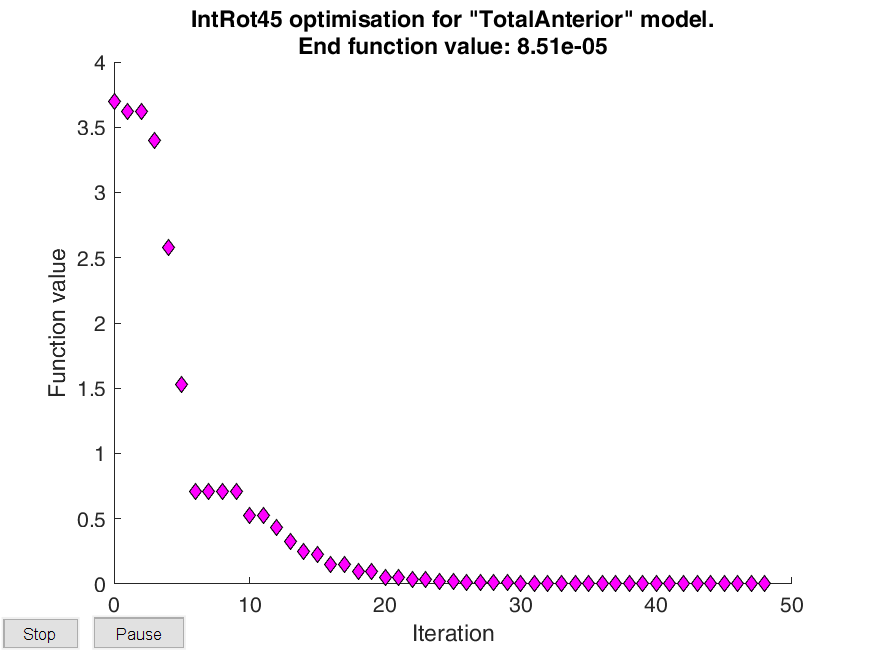 IntRot45 optimisation for "TotalAnterior" model.
End function value: 8.51e-05
4
3.5
3
2.5
2
1.5
1
0.5
0
Function value
0 10 20 30 40 50
Iteration
Stop Pause